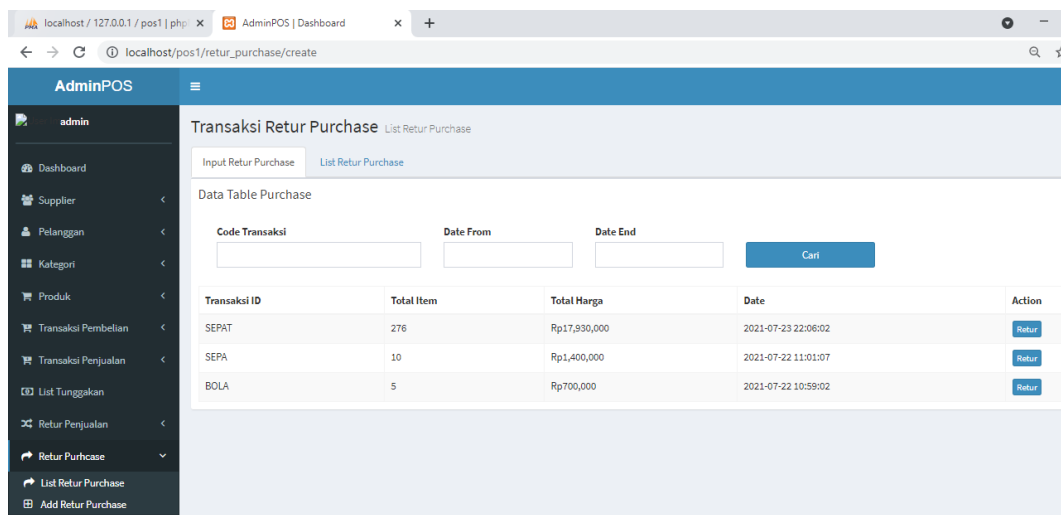 localhost / 127.0.0.1 / pos1 | php
AdminPOS | Dashboard
localhost/pos1/retur_purchase/create
AdminPOS
admin
Dashboard
Supplier
Pelanggan
Kategori
Produk
Transaksi Pembelian
Transaksi Penjualan
List Tunggakan
Retur Penjualan
Retur Purhcase
List Retur Purchase
Add Retur Purchase
Transaksi Retur Purchase List Retur Purchase
Input Retur Purchase List Retur Purchase
Data Table Purchase
Code Transaksi Date From Date End
Cari
Transaksi ID Total Item Total Harga Date Action
SEPAT 276 Rp17,930,000 2021-07-23 22:06:02 Retur
SEPA 10 Rp1,400,000 2021-07-22 11:01:07 Retur
BOLA 5 Rp700,000 2021-07-22 10:59:02 Retur